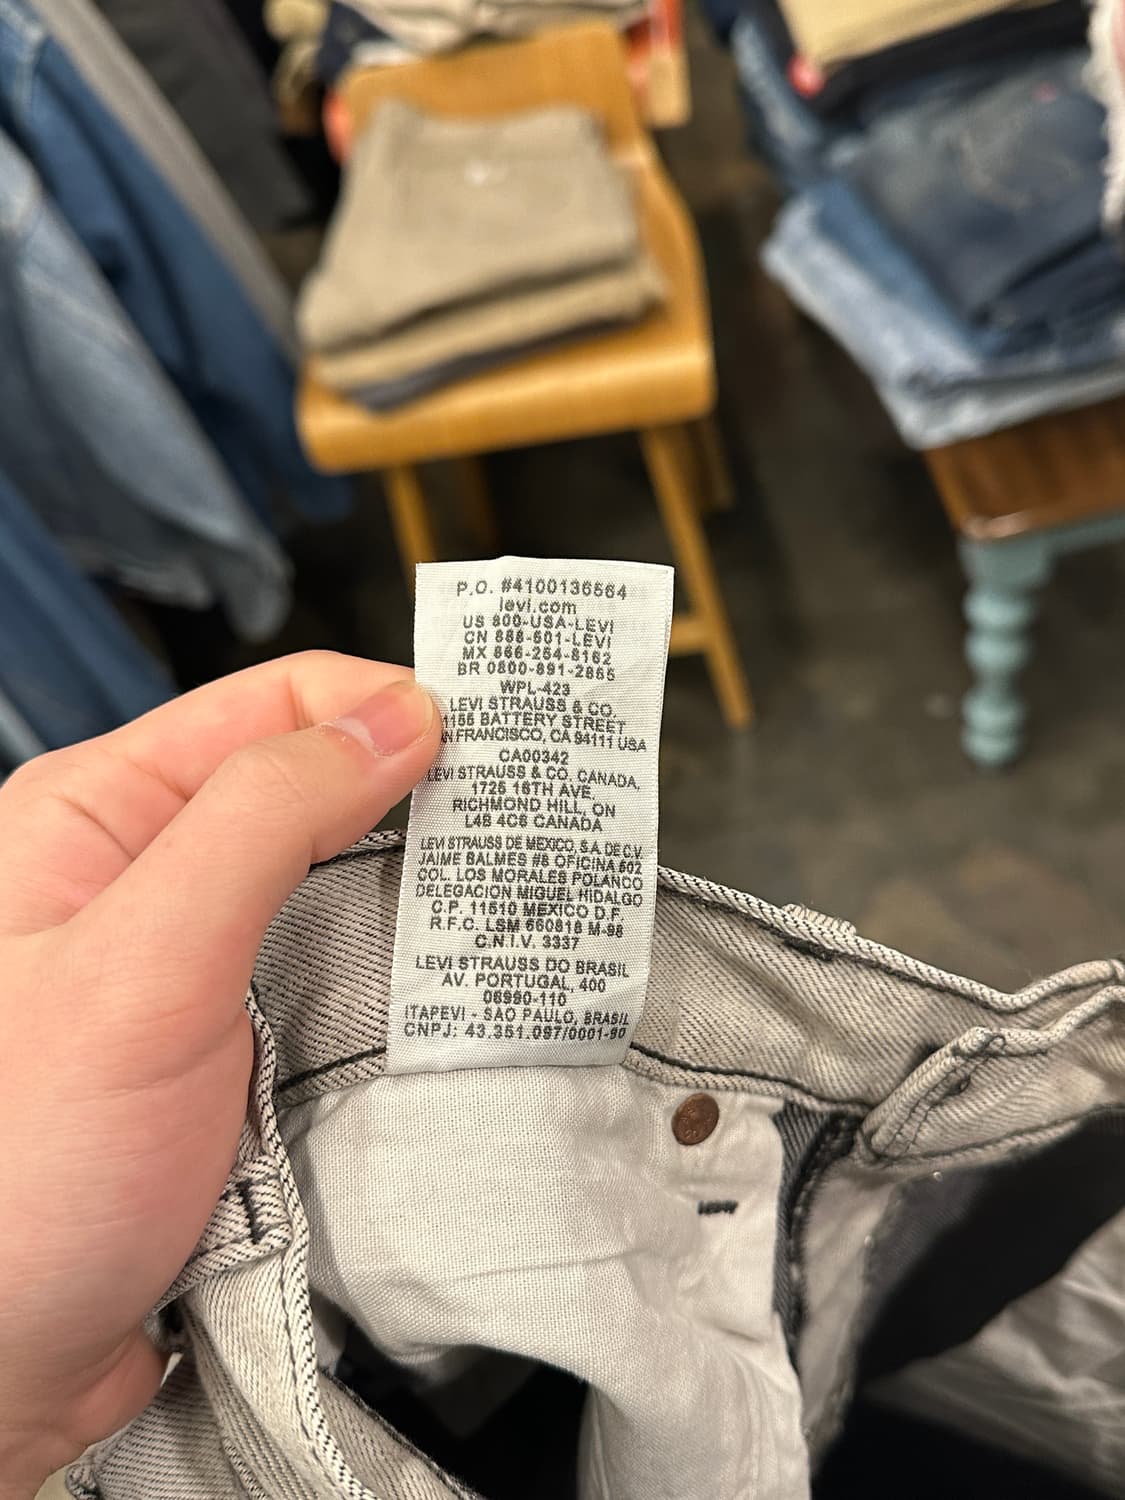 P.O. #4100136564
levi.com
US 800-USA-LEVI
CN 888-501-LEVI
MX 866-254-8162
BR 0800-891-2855
WPL-423
LEVI STRAUSS & CO.
1155 BATTERY STREET
AN FRANCISCO, CA 94111 USA
CA00342
LEVI STRAUSS & CO. CANADA,
1725 16TH AVE.
RICHMOND HILL, ON
L4B 4C6 CANADA
LEVI STRAUSS DE MEXICO, S.A. DE C.V.
JAIME BALMES #8 OFICINA 602
COL. LOS MORALES POLANCO
DELEGACION MIGUEL HIDALGO
C.P. 11510 MEXICO D.F.
R.F.C. LSM 660818 M-98
C.N.I.V. 3337
LEVI STRAUSS DO BRASIL
AV. PORTUGAL, 400
06690-110
ITAPEVI - SAO PAULO, BRASIL
CNPJ: 43.351.097/0001-90